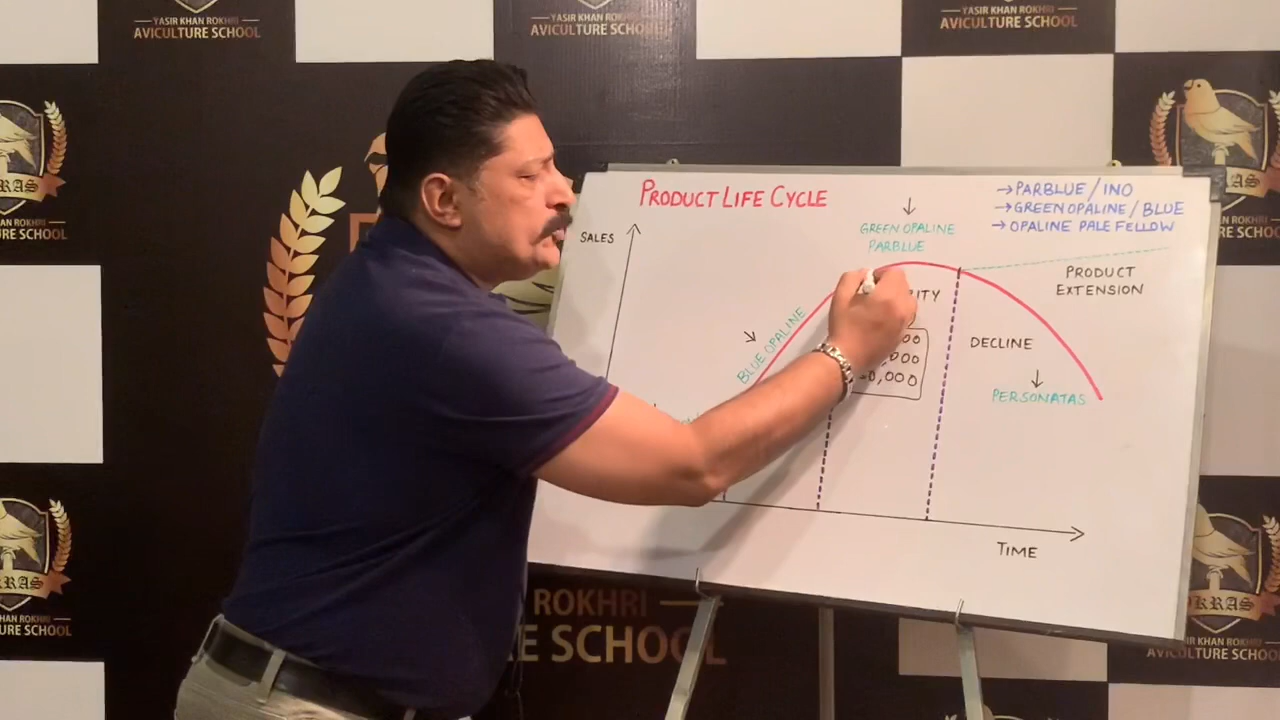 YASIR KHAN ROKHRI
AVICULTURE SCHOOL
YASIR KHAN ROKHRI
AVICULTURE SCHOOL
YASIR KHAN ROKHRI
AVICULTURE SCHOOL
PRODUCT LIFE CYCLE
→ PARBLUE/INO
→ GREEN OPALINE/BLUE
→ OPALINE PALE FELLOW
SALES
GREEN OPALINE
PARBLUE
PRODUCT
EXTENSION
BLUE OPALINE
DECLINE
PERSONATAS
TIME
ROKHRI
SCHOOL
KHAN ROKHRI
AVICULTURE SCHOOL